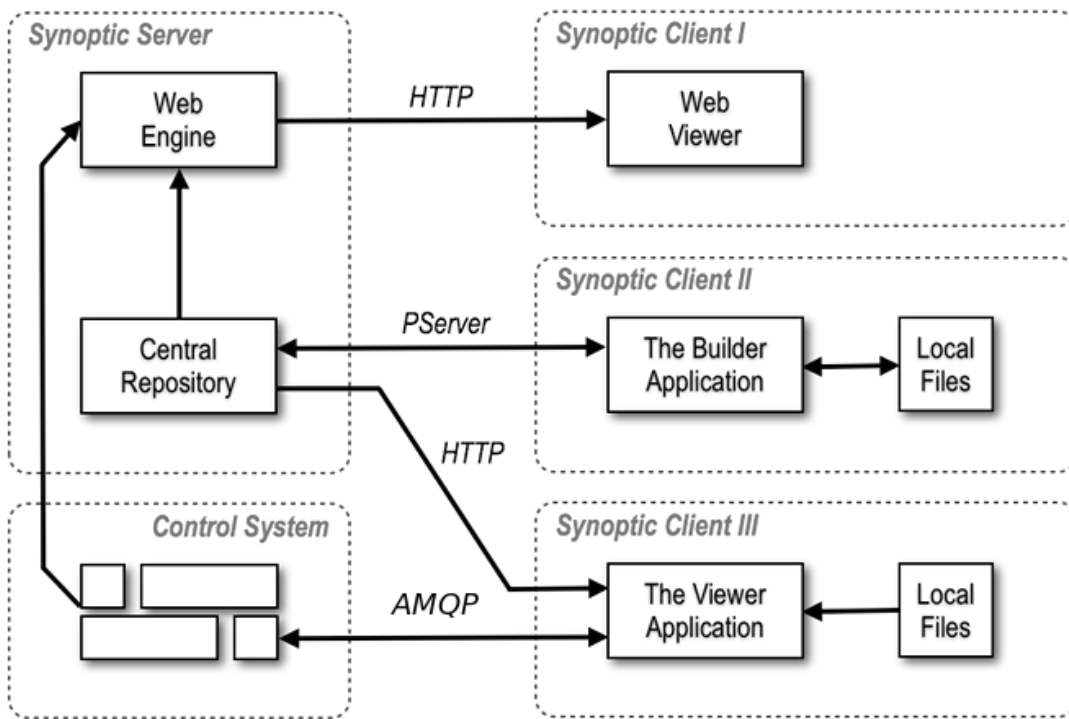 Synoptic Server
Web
Engine
HTTP
Synoptic Client I
Web
Viewer
Central
Repository
PServer
Synoptic Client II
The Builder
Application
Local
Files
HTTP
Control System
AMQP
Synoptic Client III
The Viewer
Application
Local
Files